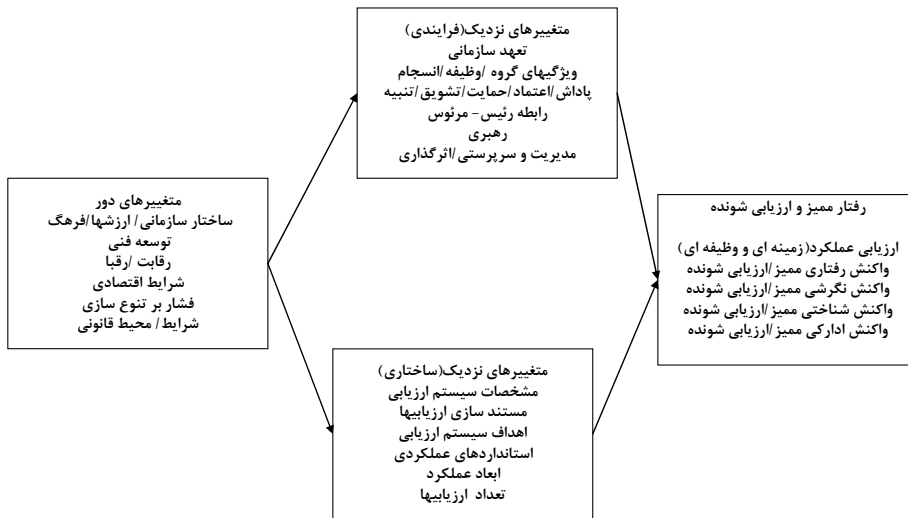 متغییرهای نزدیک(فرایندی)
تعهد سازمانی
ویژگیهای گروه /وظیفه/انسجام
پاداش/اعتماد/حمایت/تشویق/تنبیه
رابطه رئیس- مرئوس
رهبری
مدیریت و سرپرستی/اثرگذاری
متغییرهای دور
ساختار سازمانی/ ارزشها/فرهگ
توسعه فنی
رقابت /رقبا
شرایط اقتصادی
فشار بر تنوع سازی
شرایط/ محیط قانونی
رفتار ممیز و ارزیابی شونده
ارزیابی عملکرد(زمینه ای و وظیفه ای)
واکنش رفتاری ممیز/ارزیابی شونده
واکنش نگرشی ممیز/ارزیابی شونده
واکنش شناختی ممیز/ارزیابی شونده
واکنش ادارکی ممیز/ارزیابی شونده
متغییرهای نزدیک(ساختاری)
مشخصات سیستم ارزیابی
مستند سازی ارزیابیها
اهداف سیستم ارزیابی
استانداردهای عملکردی
ابعاد عملکرد
تعداد ارزیابیها